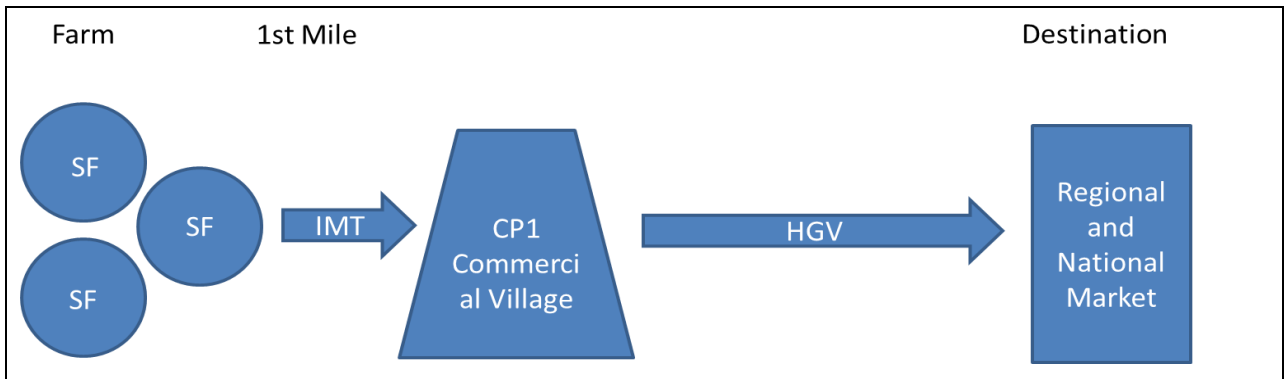 Farm
1st Mile
Destination
SF
SF
SF
IMT
CP1
Commerci
al Village
HGV
Regional
and
National
Market